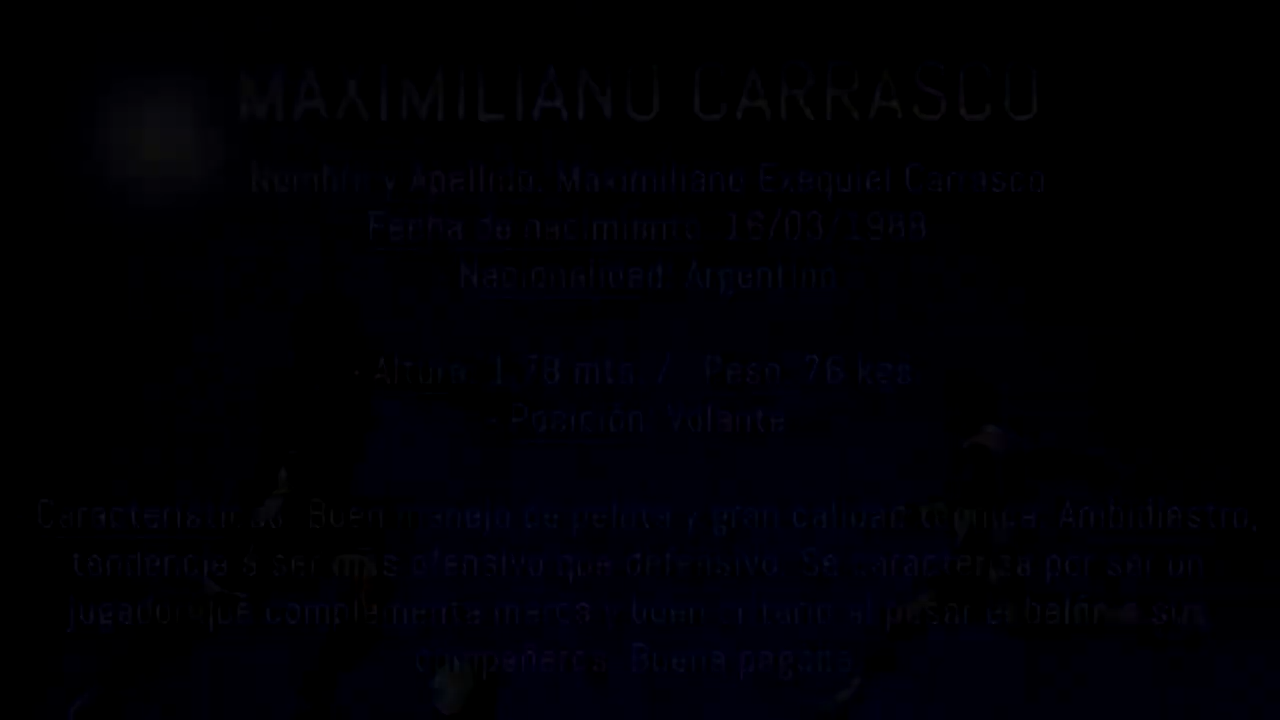 MAXIMILIANO CARRASCO
Nombre y Apellido: Maximiliano Exequiel Carrasco
Fecha de nacimiento: 16/03/1988
Nacionalidad: Argentino
- Altura: 1.78 mts / Peso: 76 kgs
- Posición: Volante
Características: Buen manejo de pelota y gran calidad técnica. Ambidiestro,
tendencia a ser más ofensivo que defensivo. Se caracteriza por ser un
jugador que complementa marca y buen criterio al pasar el balón a sus
compañeros. Buena pegada.